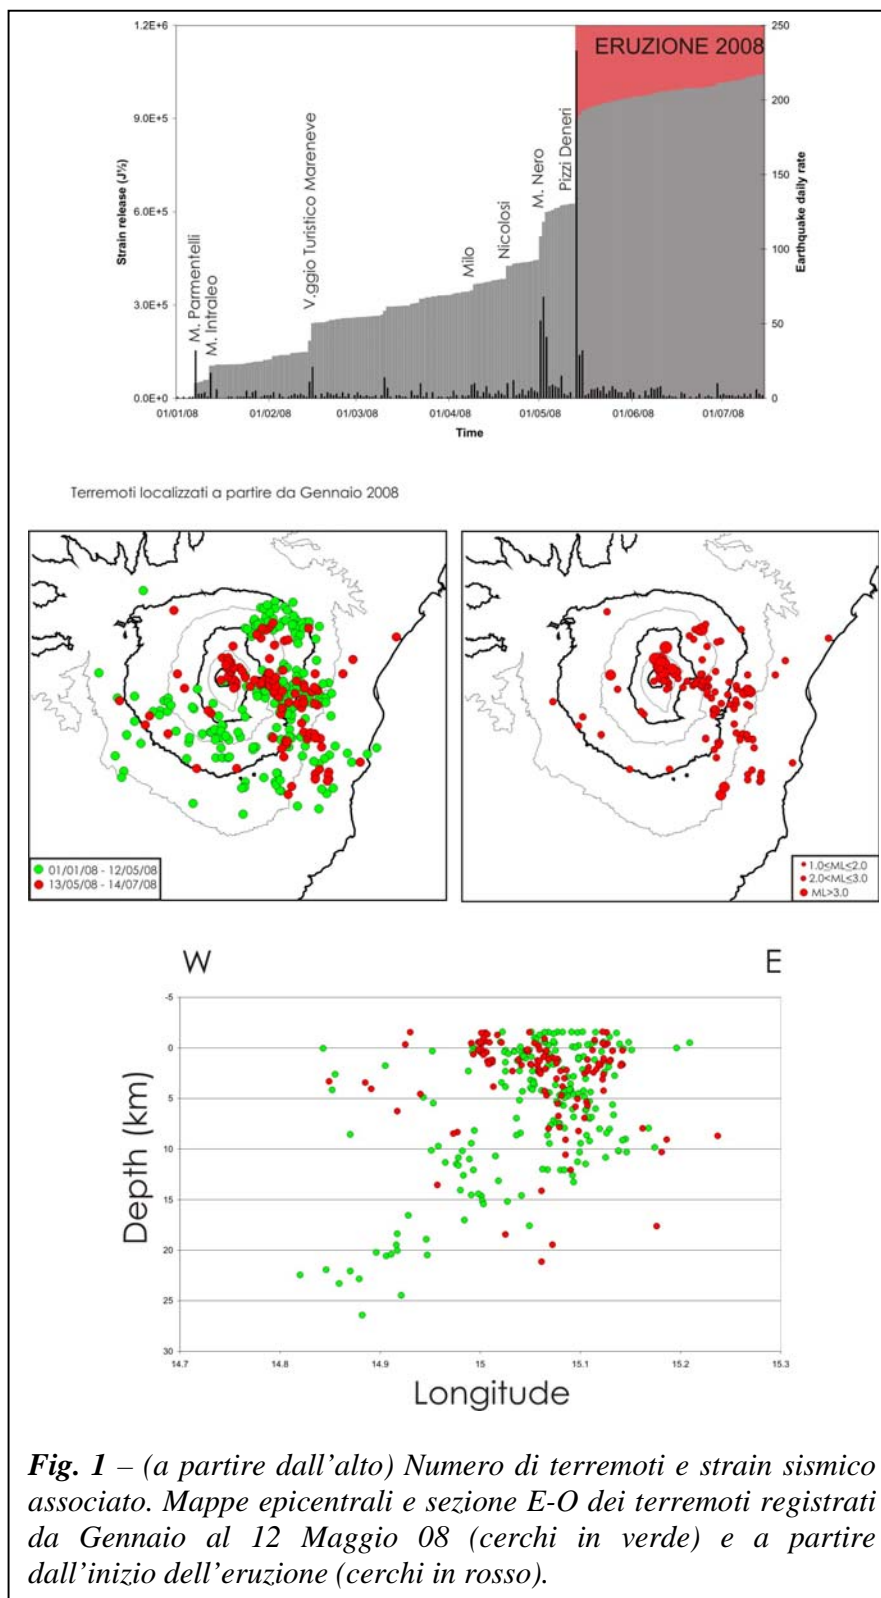 1.2E+6
9.0E+5
6.0E+5
3.0E+5
0.0E+0
Strain release (J½)
250
200
150
100
50
0
Earthquake daily rate
ERUZIONE 2008
M. Parmentelli
M. Intraleo
V.ggio Turistico Mareneve
Milo
Nicolosi
M. Nero
Pizzi Deneri
01/01/08 01/02/08 01/03/08 01/04/08 01/05/08 01/06/08 01/07/08
Time
Terremoti localizzati a partire da Gennaio 2008
01/01/08 - 12/05/08
13/05/08 - 14/07/08
1.0≤ML≤2.0
2.0<ML≤3.0
ML>3.0
W E
-5
0
5
10
15
20
25
30
Depth (km)
14.7 14.8 14.9 15 15.1 15.2 15.3
Longitude
Fig. 1 – (a partire dall’alto) Numero di terremoti e strain sismico
associato. Mappe epicentrali e sezione E-O dei terremoti registrati
da Gennaio al 12 Maggio 08 (cerchi in verde) e a partire
dall’inizio dell’eruzione (cerchi in rosso).